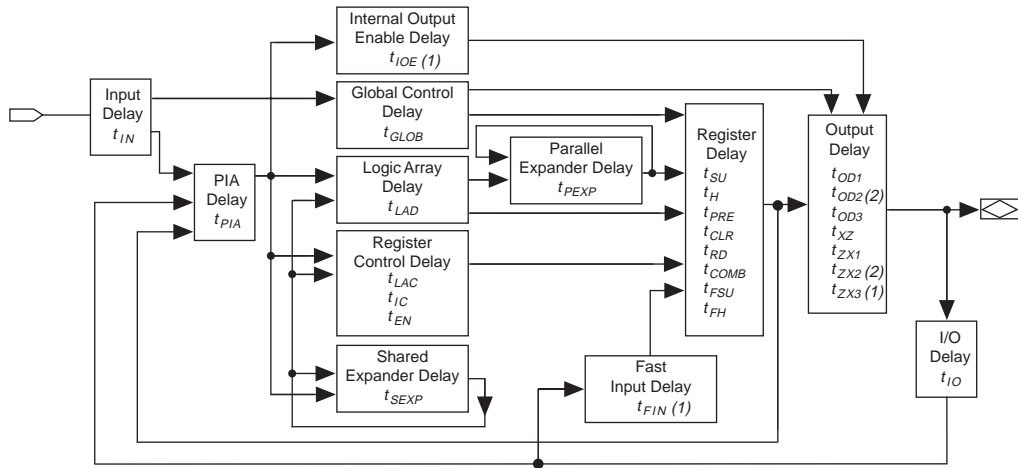 Internal Output
Enable Delay
tIOE (1)
Input
Delay
tIN
Global Control
Delay
tGLOB
PIA
Delay
tPIA
Logic Array
Delay
tLAD
Parallel
Expander Delay
tPEXP
Register
Control Delay
tLAC
tIC
tEN
Shared
Expander Delay
tSEXP
Fast
Input Delay
tFIN (1)
Register
Delay
tSU
tH
tPRE
tCLR
tRD
tCOMB
tFSU
tFH
Output
Delay
tOD1
tOD2 (2)
tOD3
tXZ
tZX1
tZX2 (2)
tZX3 (1)
I/O
Delay
tIO